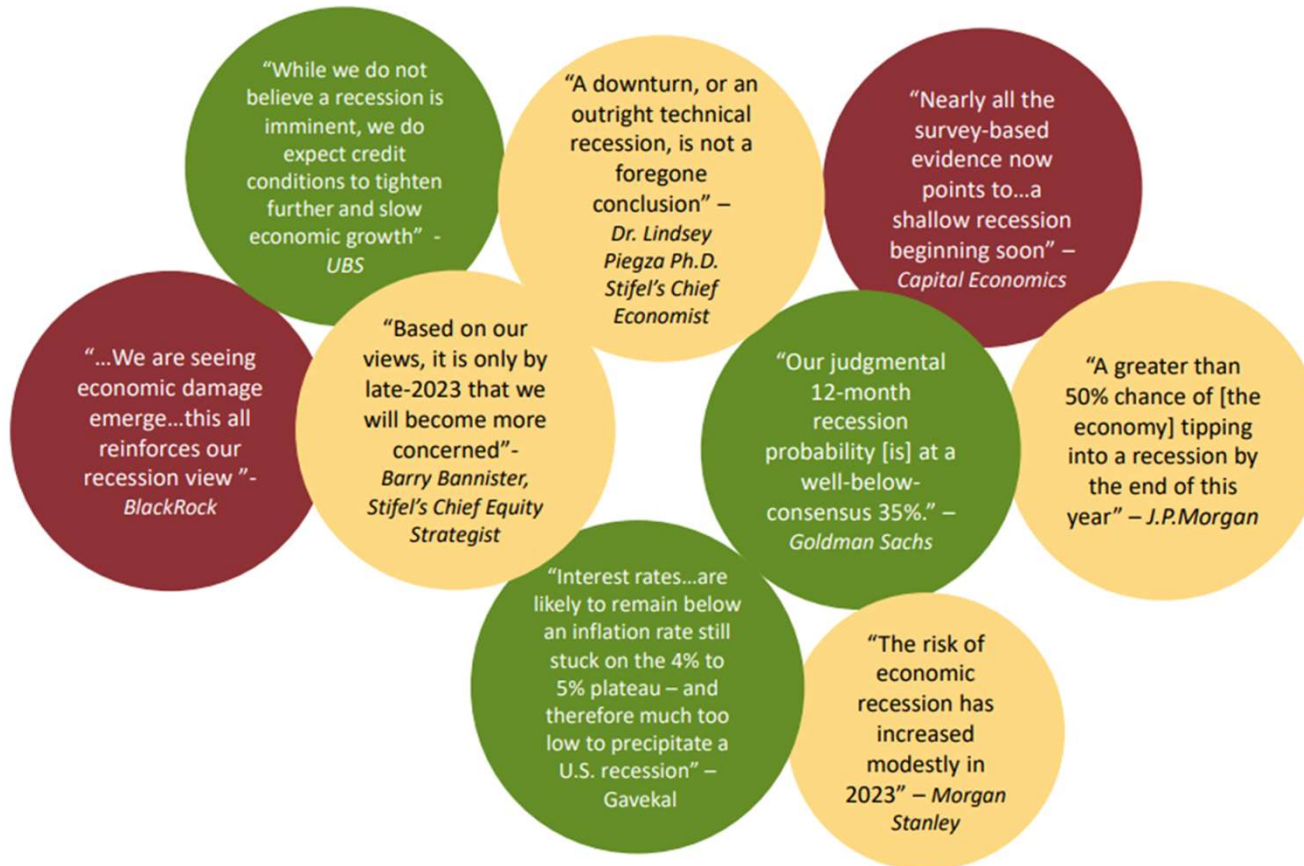 “While we do not
believe a recession is
imminent, we do
expect credit
conditions to tighten
further and slow
economic growth” -
UBS
“A downturn, or an
outright technical
recession, is not a
foregone
conclusion” –
Dr. Lindsey
Piegza Ph.D.
Stifel’s Chief
Economist
“Nearly all the
survey-based
evidence now
points to...a
shallow recession
beginning soon” –
Capital Economics
“...We are seeing
economic damage
emerge...this all
reinforces our
recession view ”-
BlackRock
“Based on our
views, it is only by
late-2023 that we
will become more
concerned”-
Barry Bannister,
Stifel’s Chief Equity
Strategist
“Our judgmental
12-month
recession
probability [is] at a
well-below-
consensus 35%.” –
Goldman Sachs
“A greater than
50% chance of [the
economy] tipping
into a recession by
the end of this
year” – J.P.Morgan
“Interest rates...are
likely to remain below
an inflation rate still
stuck on the 4% to
5% plateau – and
therefore much too
low to precipitate a
U.S. recession” –
Gavekal
“The risk of
economic
recession has
increased
modestly in
2023” – Morgan
Stanley